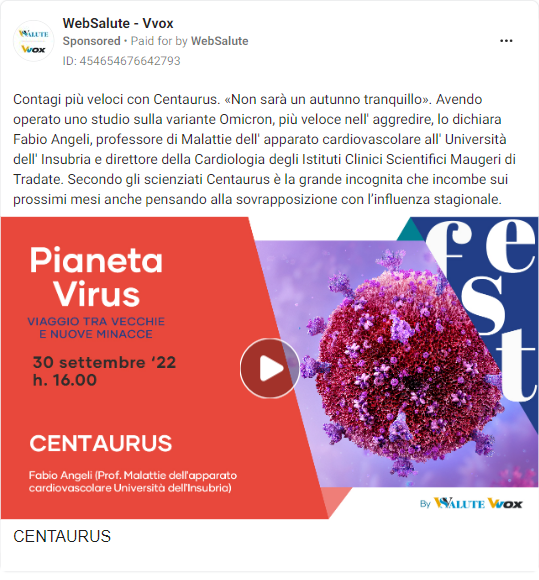 WebSalute - Vvox
Sponsored • Paid for by WebSalute
ID: 454654676642793
Contagi più veloci con Centaurus. «Non sarà un autunno tranquillo». Avendo
operato uno studio sulla variante Omicron, più veloce nell' aggredire, lo dichiara
Fabio Angeli, professore di Malattie dell' apparato cardiovascolare all' Università
dell' Insubria e direttore della Cardiologia degli Istituti Clinici Scientifici Maugeri di
Tradate. Secondo gli scienziati Centaurus è la grande incognita che incombe sui
prossimi mesi anche pensando alla sovrapposizione con l’influenza stagionale.
Pianeta
Virus
VIAGGIO TRA VECCHIE
E NUOVE MINACCE
30 settembre ‘22
h. 16.00
CENTAURUS
Fabio Angeli (Prof. Malattie dell'apparato
cardiovascolare Università dell'Insubria)
fest
By WSALUTE VVOX
CENTAURUS